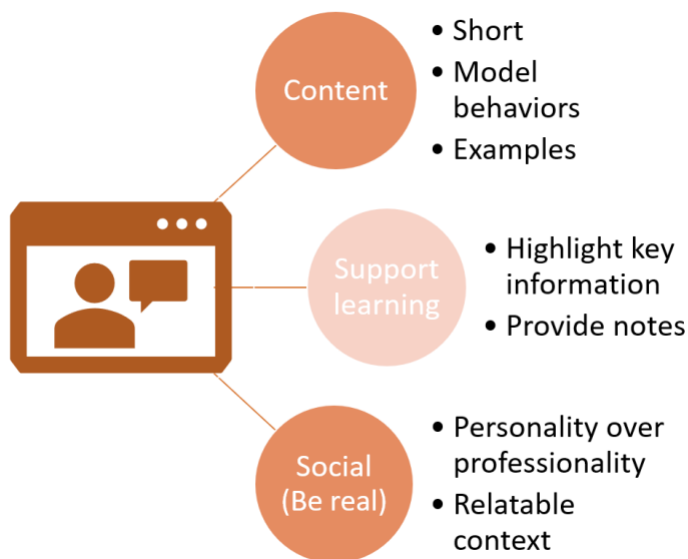 Content
• Short
• Model
behaviors
• Examples
Support
learning
• Highlight key
information
• Provide notes
Social
(Be real)
• Personality over
professionality
• Relatable
context